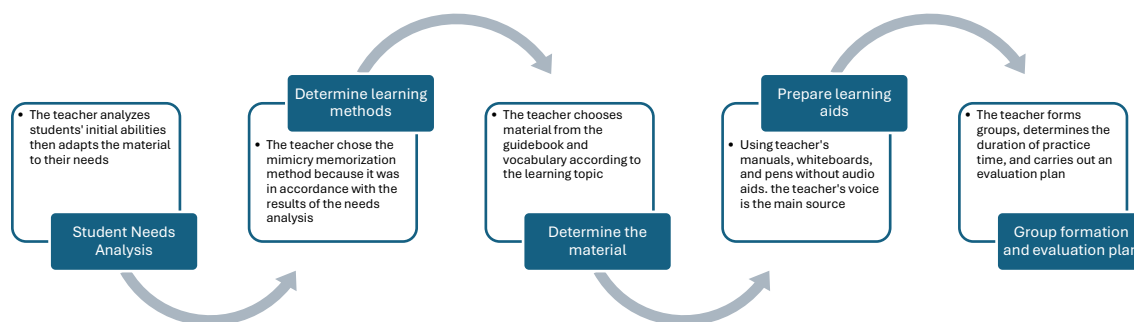 • The teacher analyzes
students' initial abilities
then adapts the material
to their needs
Student Needs
Analysis
Determine learning
methods
• The teacher chose the
mimicry memorization
method because it was
in accordance with the
results of the needs
analysis
• The teacher chooses
material from the
guidebook and
vocabulary according to
the learning topic
Determine the
material
Prepare learning
aids
• Using teacher's
manuals, whiteboards,
and pens without audio
aids. the teacher's voice
is the main source
• The teacher forms
groups, determines the
duration of practice
time, and carries out an
evaluation plan
Group formation
and evaluation plan